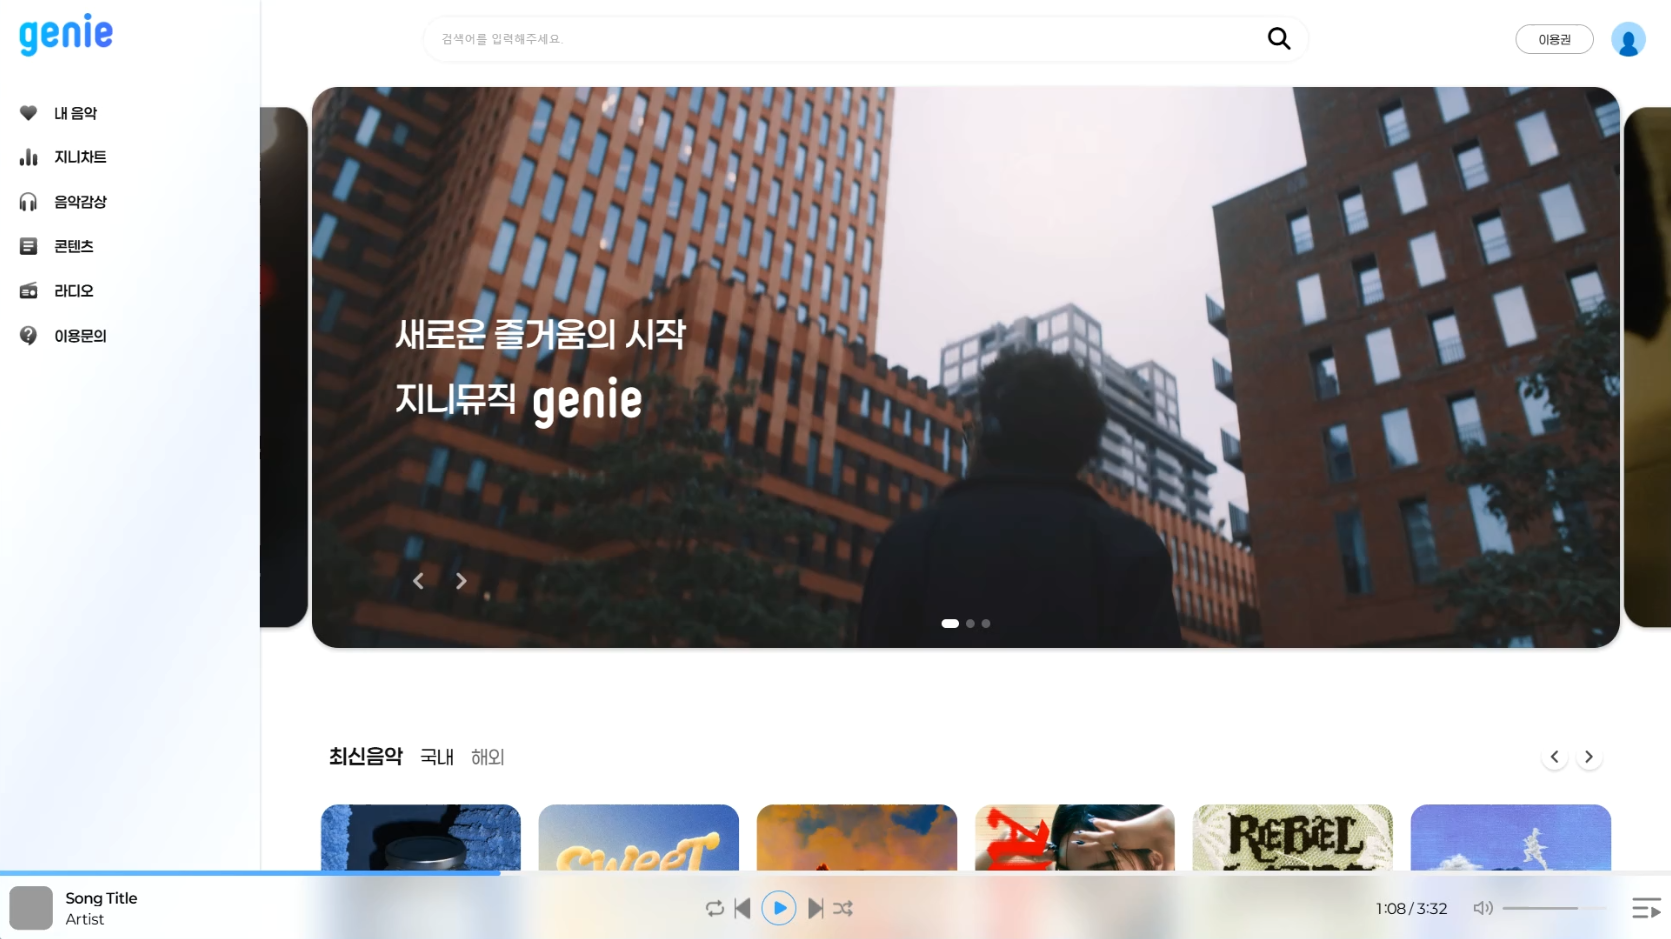 genie
검색어를 입력해주세요.
이용권
내 음악
지니차트
음악감상
콘텐츠
라디오
이용문의
새로운 즐거움의 시작
지니뮤직 genie
최신음악 국내 해외
SWEET
REBEL
Song Title
Artist
1:08 / 3:32